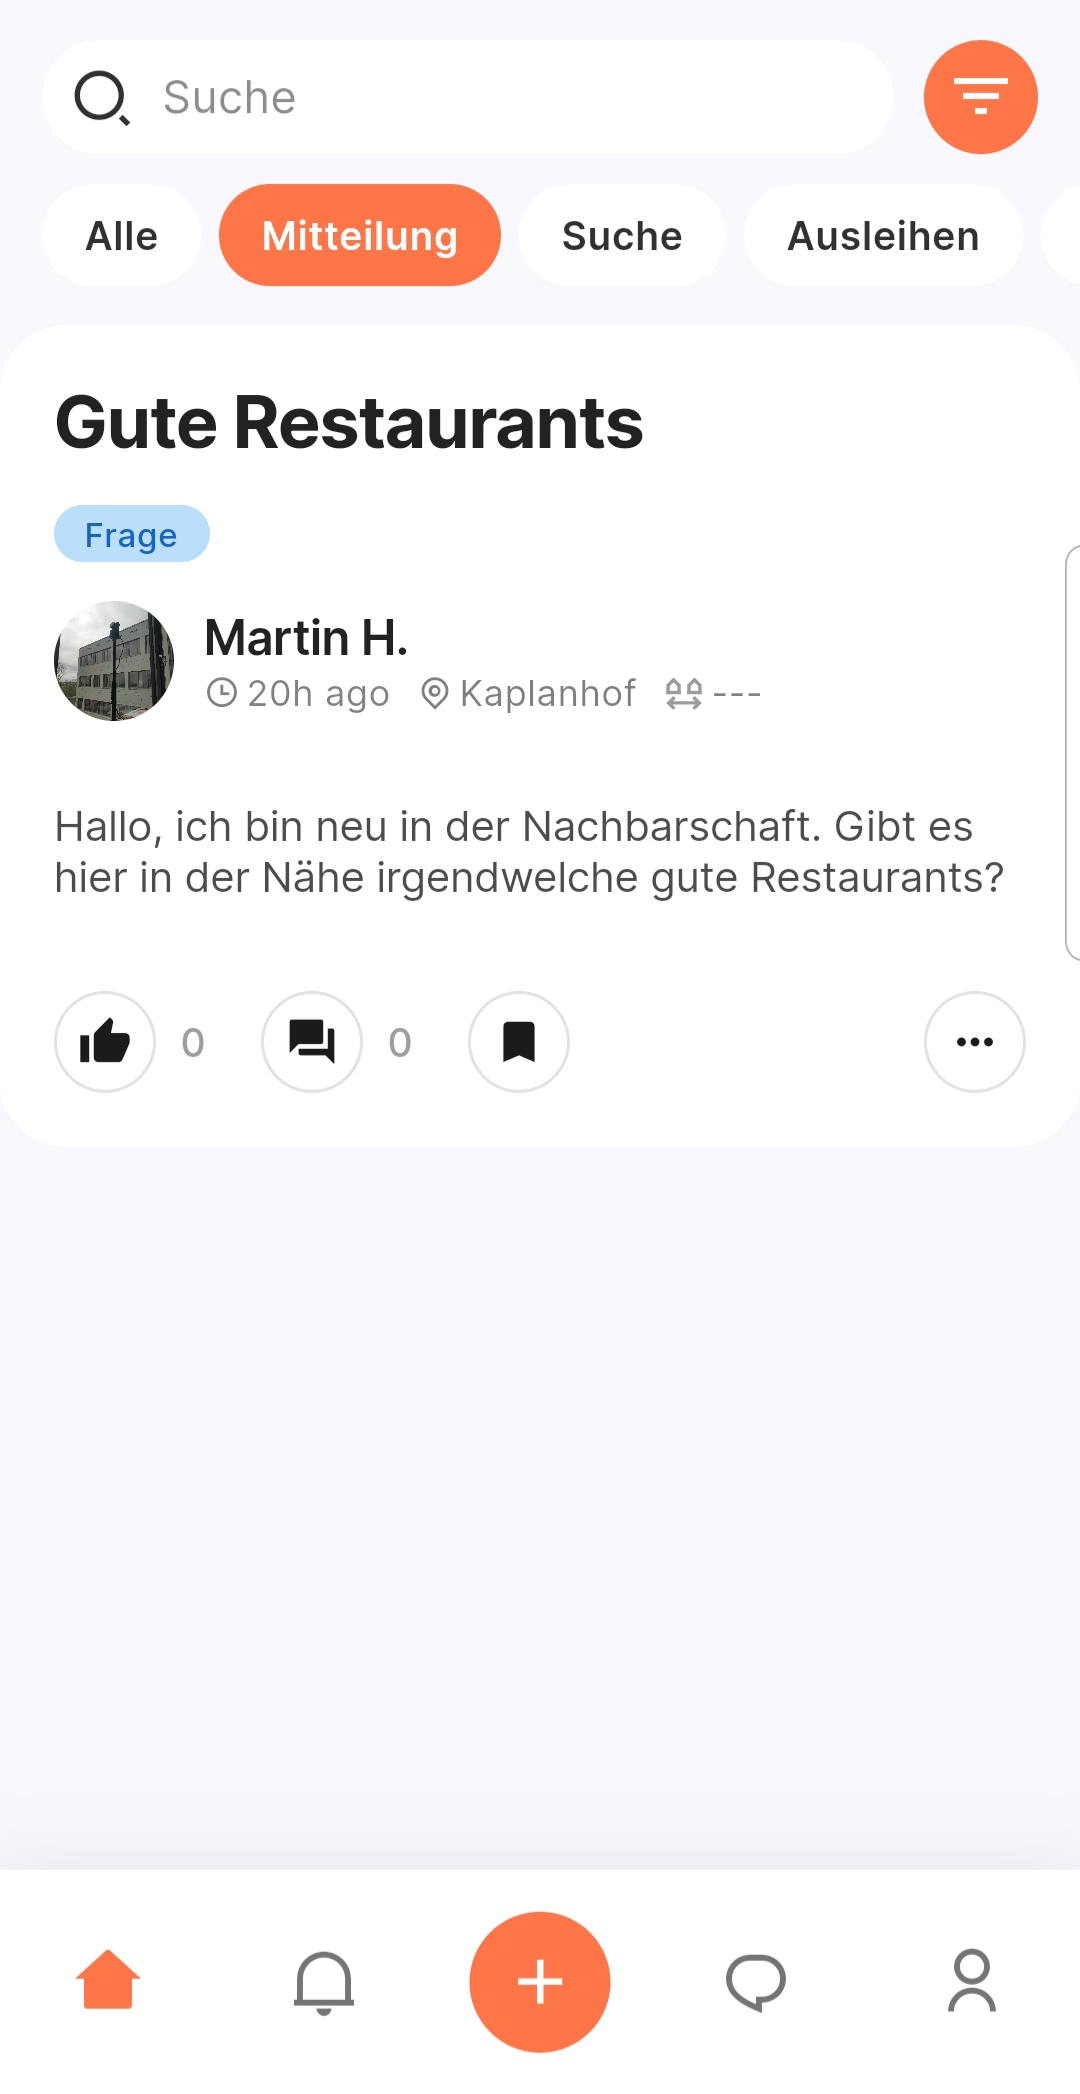 Suche
Alle
Mitteilung
Suche
Ausleihen
Gute Restaurants
Frage
Martin H.
20h ago Kaplanhof ---
Hallo, ich bin neu in der Nachbarschaft. Gibt es
hier in der Nähe irgendwelche gute Restaurants?
0
0